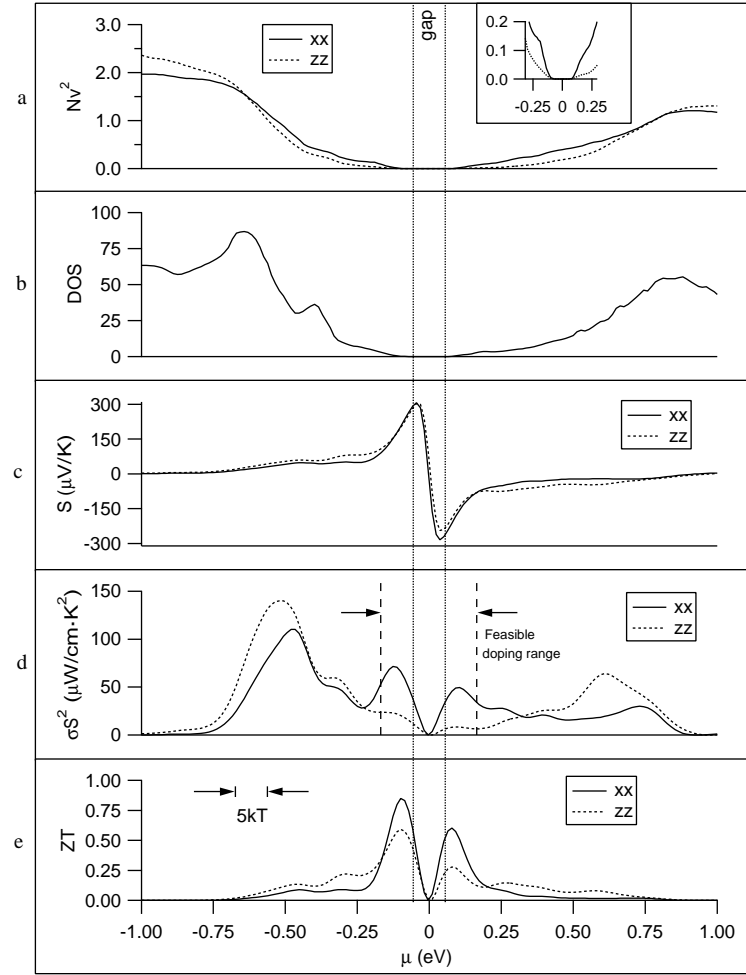 a
Nv²
3.0
2.0
1.0
0.0
xx
zz
gap
0.2
0.1
0.0
-0.25 0 0.25
b
DOS
100
75
50
25
0
c
S (μV/K)
300
150
0
-150
-300
xx
zz
d
σS² (μW/cm·K²)
150
100
50
0
Feasible
doping range
xx
zz
e
ZT
1.00
0.75
0.50
0.25
0.00
5kT
xx
zz
-1.00 -0.75 -0.50 -0.25 0 0.25 0.50 0.75 1.00
μ (eV)